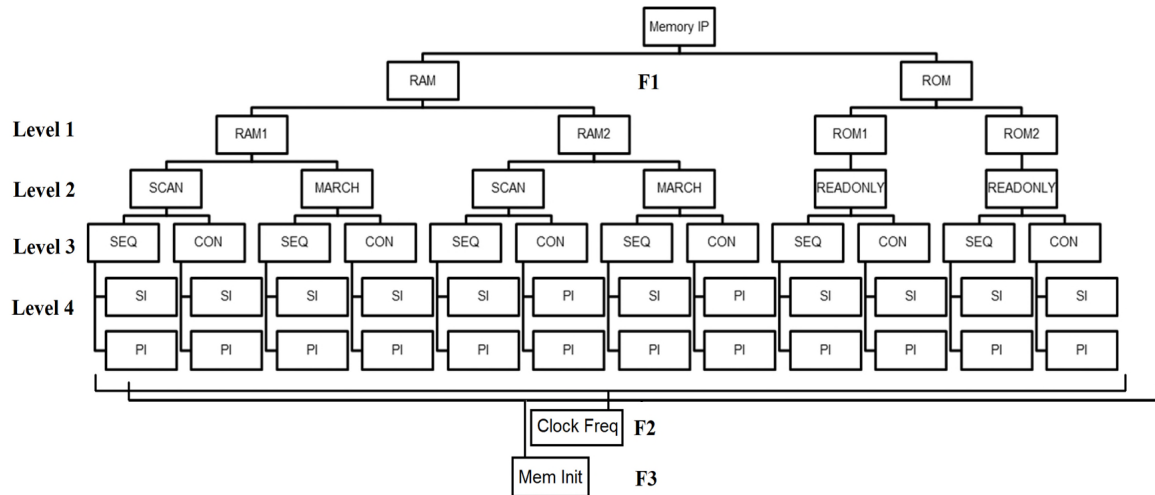 Memory IP
RAM F1 ROM
Level 1 RAM1 RAM2 ROM1 ROM2
Level 2 SCAN MARCH SCAN MARCH READONLY READONLY
Level 3 SEQ CON SEQ CON SEQ CON SEQ CON SEQ CON SEQ CON
Level 4 SI SI SI SI SI PI SI PI SI SI SI SI
PI PI PI PI PI PI PI PI PI PI PI PI
Clock Freq F2
Mem Init F3